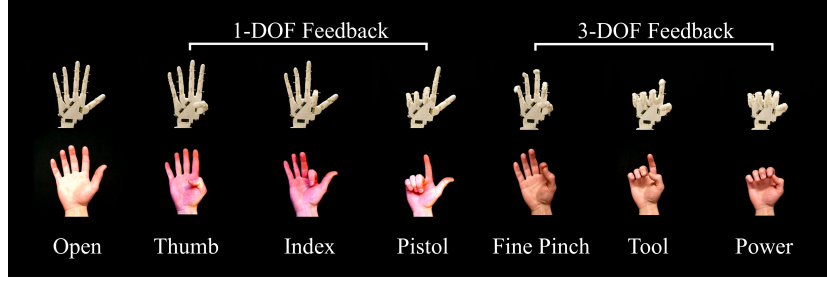 1-DOF Feedback 3-DOF Feedback
Open Thumb Index Pistol Fine Pinch Tool Power